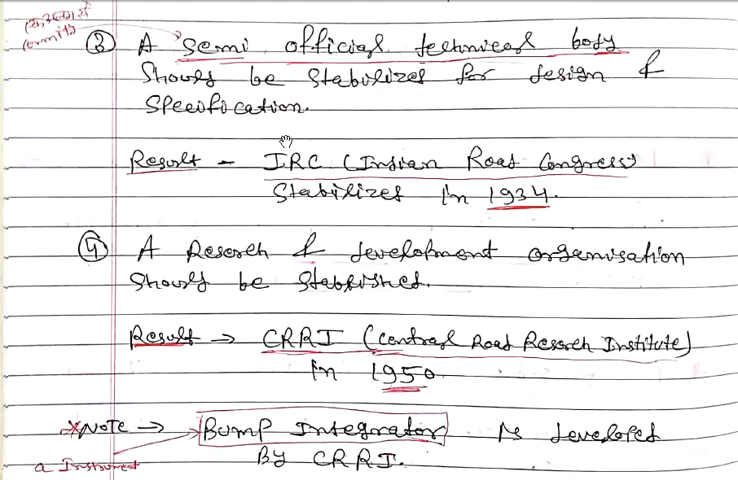 ③ A semi official technical body
Should be Stabilized for design &
Specification.
Result - IRC (Indian Road Congress)
Stabilized in 1934.
④ A Reserch & development organisation
Should be Stablished.
Result → CRRI (Central Road Reserch Institute)
in 1950
*NOTE → Bump Integrator is developed
a Instrument
By CRRI.